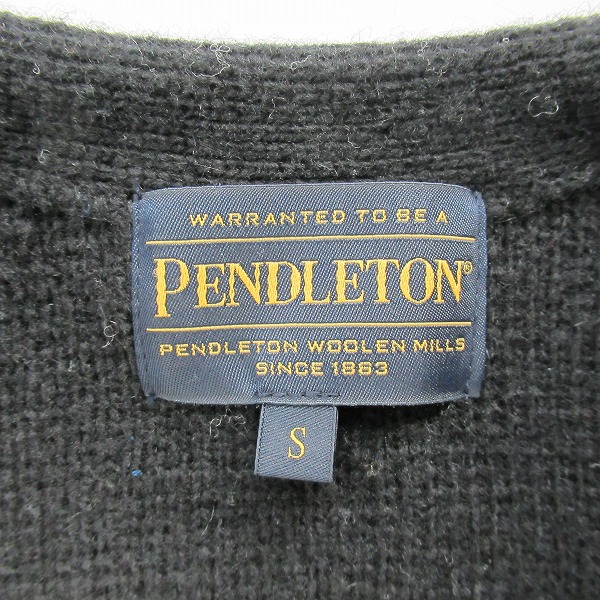 WARRANTED TO BE A
PENDLETON®
PENDLETON WOOLEN MILLS
SINCE 1863
S